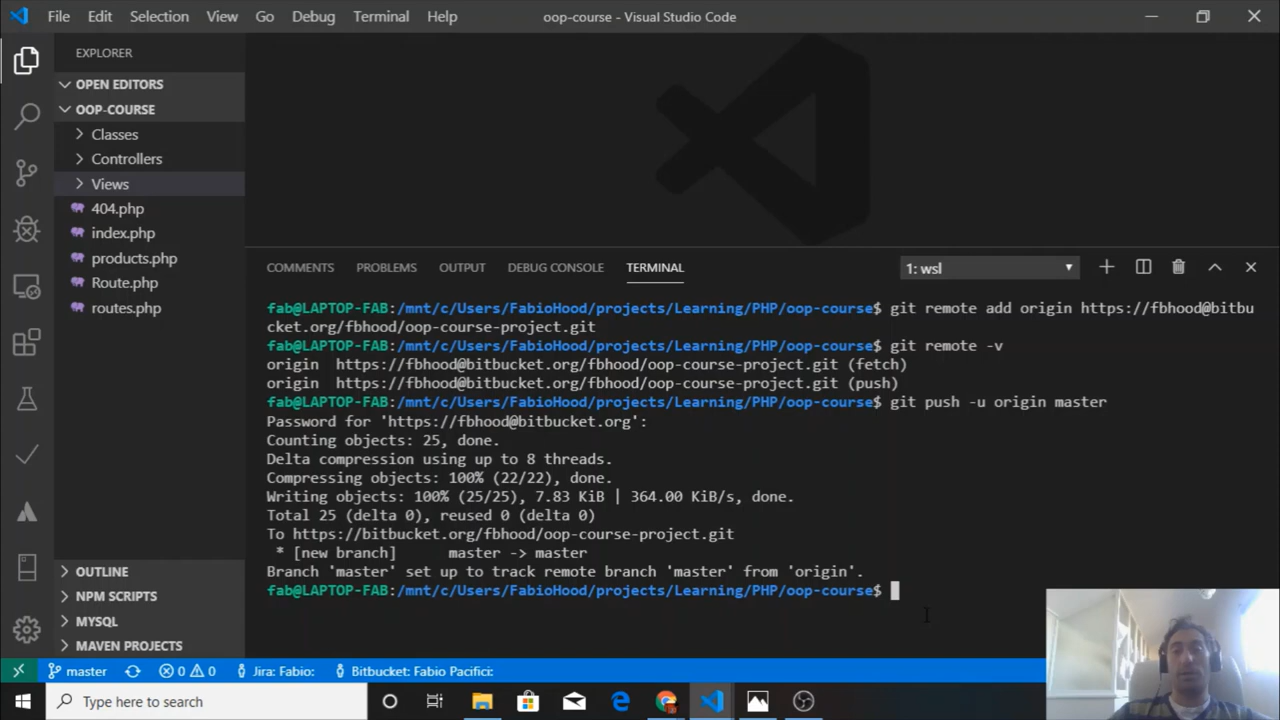 File Edit Selection View Go Debug Terminal Help
oop-course - Visual Studio Code
EXPLORER
OPEN EDITORS
OOP-COURSE
Classes
Controllers
Views
404.php
index.php
products.php
Route.php
routes.php
OUTLINE
NPM SCRIPTS
MYSQL
MAVEN PROJECTS
COMMENTS PROBLEMS OUTPUT DEBUG CONSOLE TERMINAL
1: wsl
fab@LAPTOP-FAB:/mnt/c/Users/FabioHood/projects/Learning/PHP/oop-course$ git remote add origin https://fbhood@bitbu
cket.org/fbhood/oop-course-project.git
fab@LAPTOP-FAB:/mnt/c/Users/FabioHood/projects/Learning/PHP/oop-course$ git remote -v
origin  https://fbhood@bitbucket.org/fbhood/oop-course-project.git (fetch)
origin  https://fbhood@bitbucket.org/fbhood/oop-course-project.git (push)
fab@LAPTOP-FAB:/mnt/c/Users/FabioHood/projects/Learning/PHP/oop-course$ git push -u origin master
Password for 'https://fbhood@bitbucket.org':
Counting objects: 25, done.
Delta compression using up to 8 threads.
Compressing objects: 100% (22/22), done.
Writing objects: 100% (25/25), 7.83 KiB | 364.00 KiB/s, done.
Total 25 (delta 0), reused 0 (delta 0)
To https://bitbucket.org/fbhood/oop-course-project.git
 * [new branch]      master -> master
Branch 'master' set up to track remote branch 'master' from 'origin'.
fab@LAPTOP-FAB:/mnt/c/Users/FabioHood/projects/Learning/PHP/oop-course$
master 0 0 Jira: Fabio: Bitbucket: Fabio Pacifici:
Type here to search